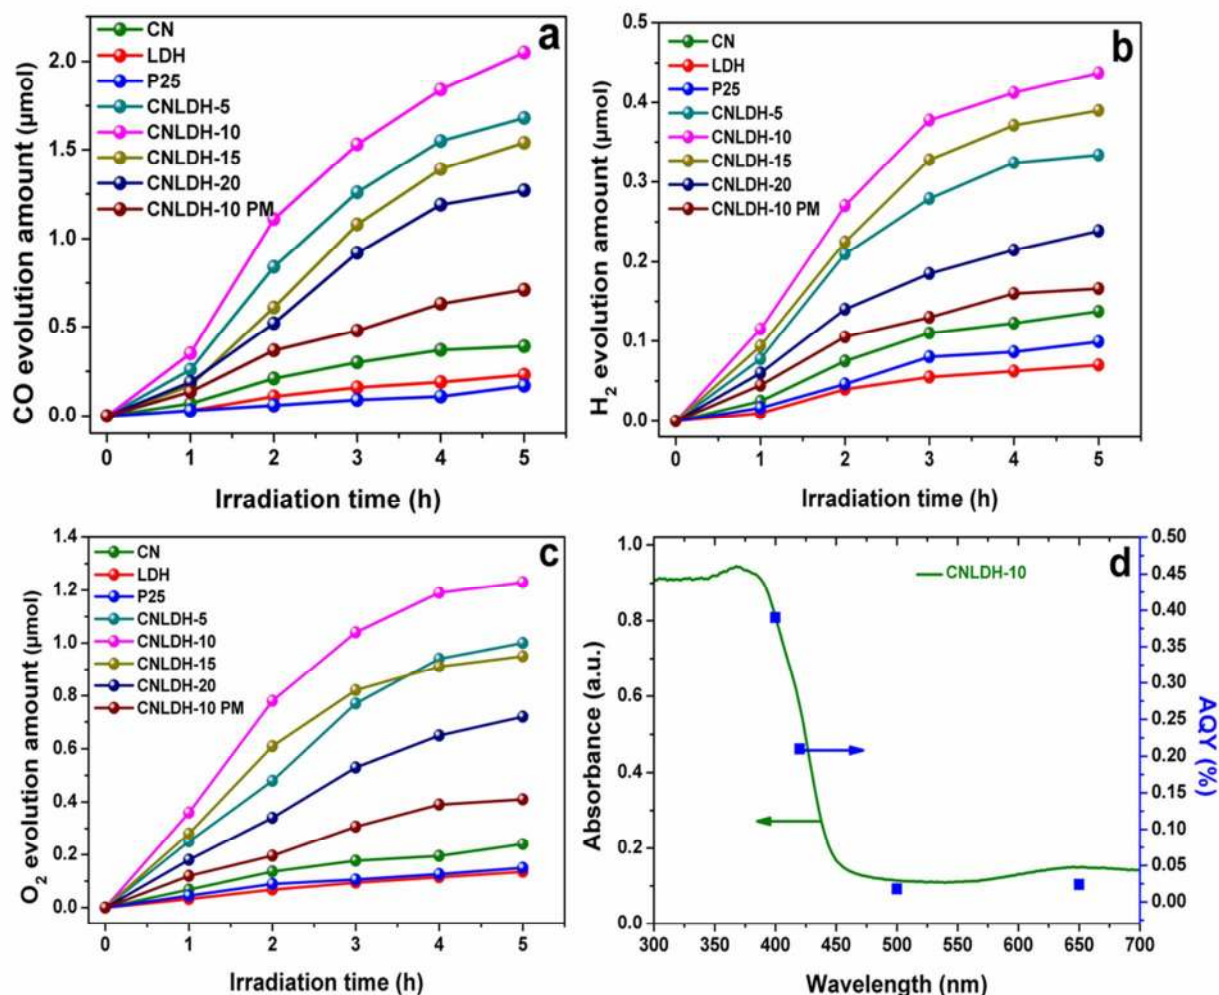 a
CO evolution amount (µmol)
2.0
1.5
1.0
0.5
0.0
CN
LDH
P25
CNLDH-5
CNLDH-10
CNLDH-15
CNLDH-20
CNLDH-10 PM
0 1 2 3 4 5
Irradiation time (h)
b
H2 evolution amount (µmol)
0.5
0.4
0.3
0.2
0.1
0.0
CN
LDH
P25
CNLDH-5
CNLDH-10
CNLDH-15
CNLDH-20
CNLDH-10 PM
0 1 2 3 4 5
Irradiation time (h)
c
O2 evolution amount (µmol)
1.4
1.2
1.0
0.8
0.6
0.4
0.2
0.0
CN
LDH
P25
CNLDH-5
CNLDH-10
CNLDH-15
CNLDH-20
CNLDH-10 PM
0 1 2 3 4 5
Irradiation time (h)
d
Absorbance (a.u.)
1.0
0.8
0.6
0.4
0.2
0.0
CNLDH-10
0.50
0.45
0.40
0.35
0.30
0.25
0.20
0.15
0.10
0.05
0.00
AQY (%)
300 350 400 450 500 550 600 650 700
Wavelength (nm)